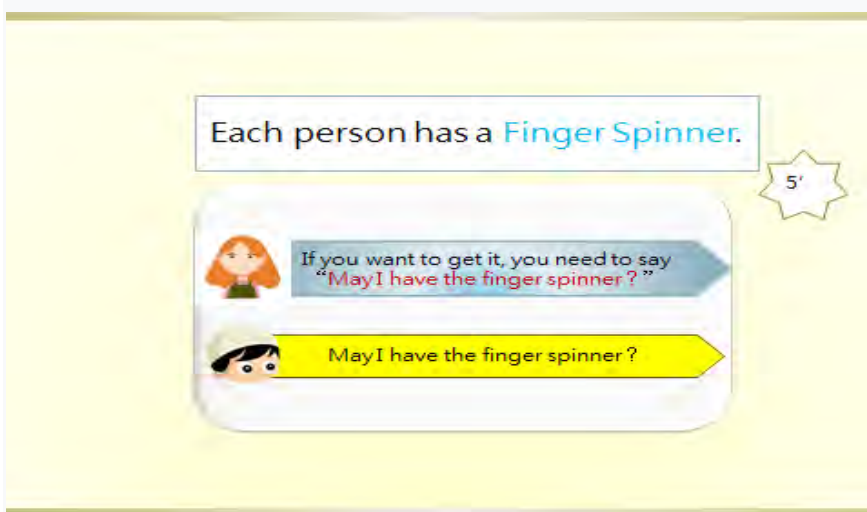 Each person has a Finger Spinner.
5′
If you want to get it, you need to say
“May I have the finger spinner？”
May I have the finger spinner？